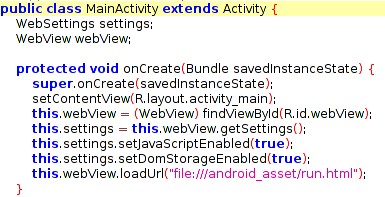 public class MainActivity extends Activity {
    WebSettings settings;
    WebView webView;

    protected void onCreate(Bundle savedInstanceState) {
        super.onCreate(savedInstanceState);
        setContentView(R.layout.activity_main);
        this.webView = (WebView) findViewById(R.id.webView);
        this.settings = this.webView.getSettings();
        this.settings.setJavaScriptEnabled(true);
        this.settings.setDomStorageEnabled(true);
        this.webView.loadUrl("file:///android_asset/run.html");
    }